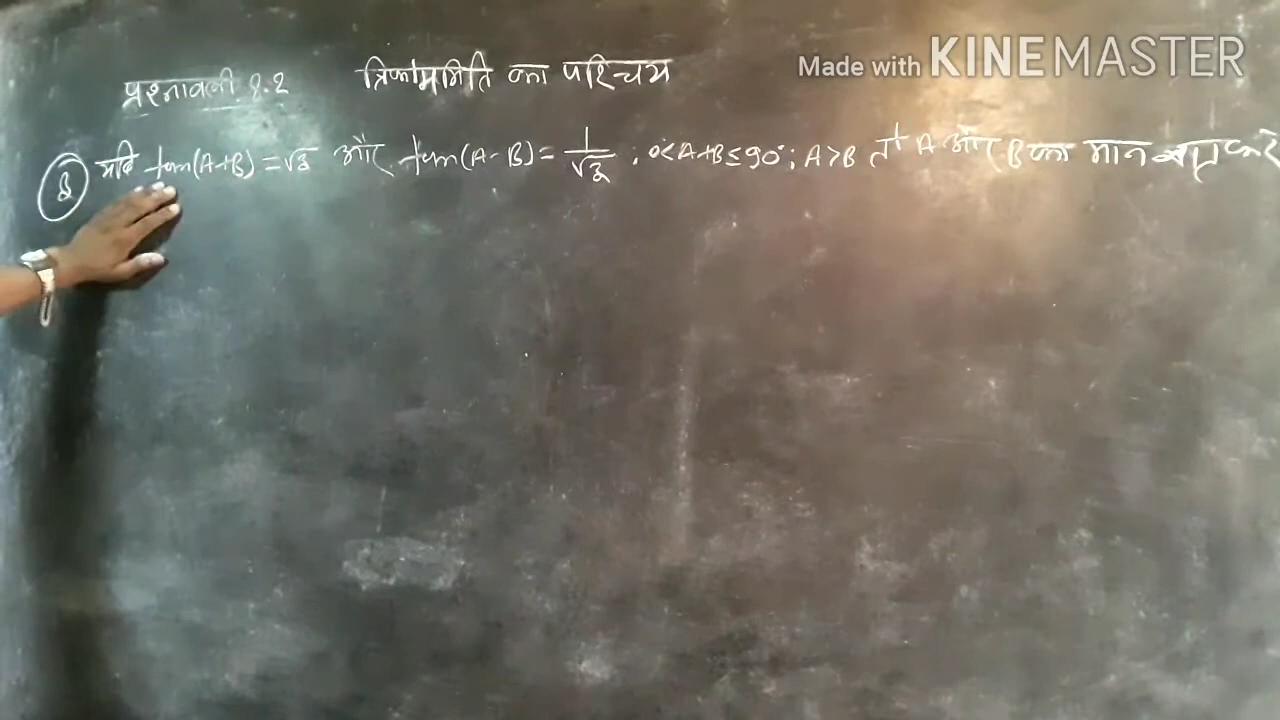 Made with KINEMASTER
प्रश्नावली 8.2 त्रिकोणमिति का परिचय
③ यदि tan(A+B) = √3 और tan(A-B) = 1/√3 ; 0<A+B≤90°; A>B तो A और B का मान ज्ञात करें